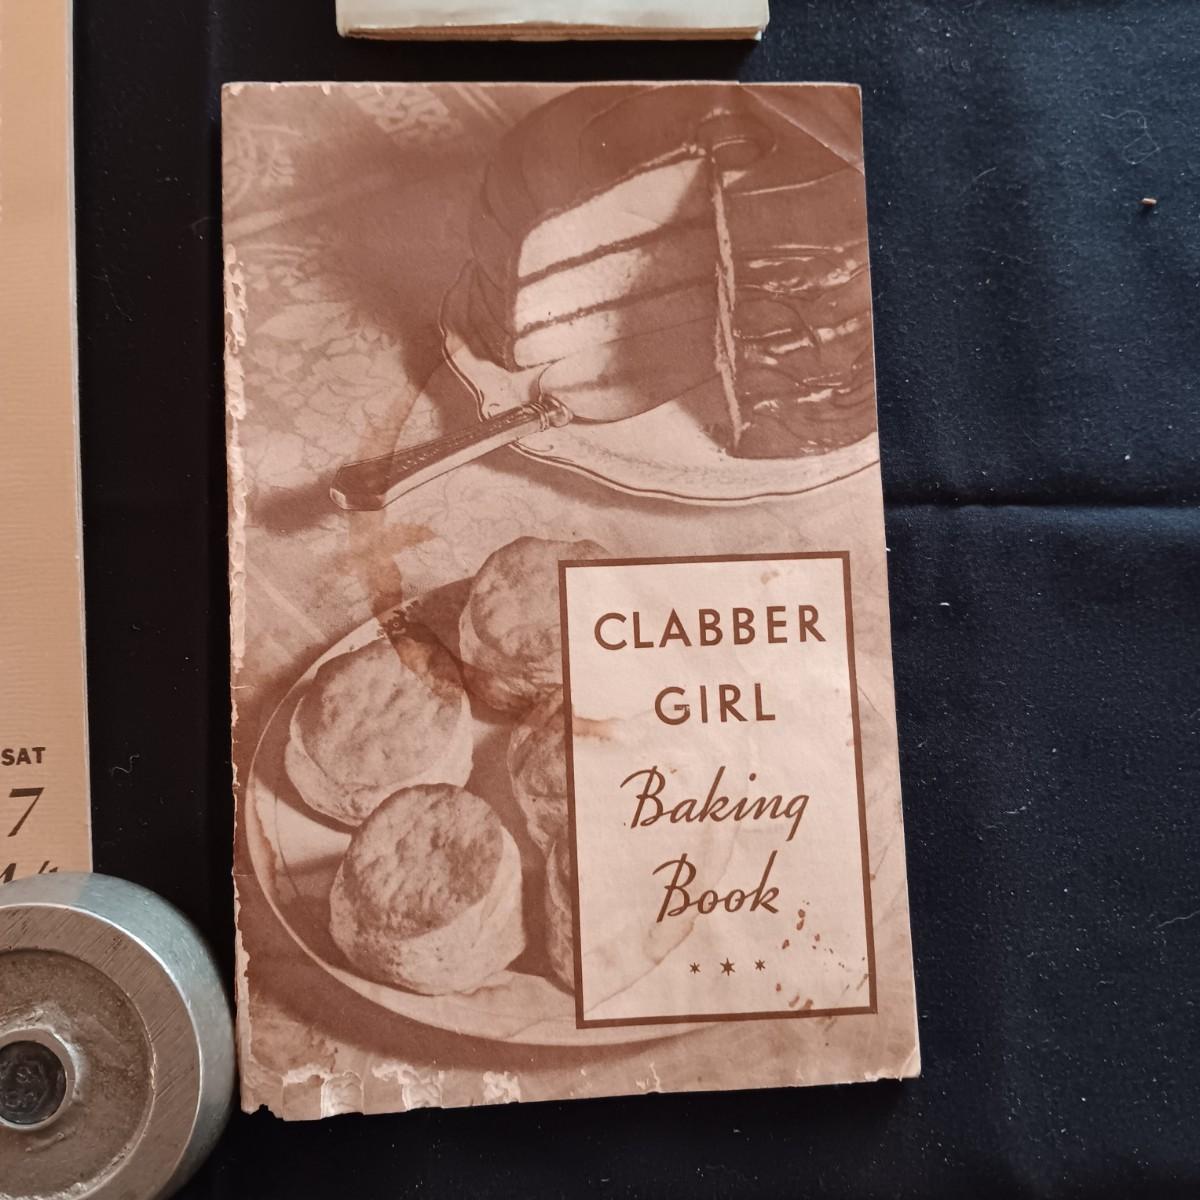 CLABBER
GIRL
Baking
Book
SAT
7